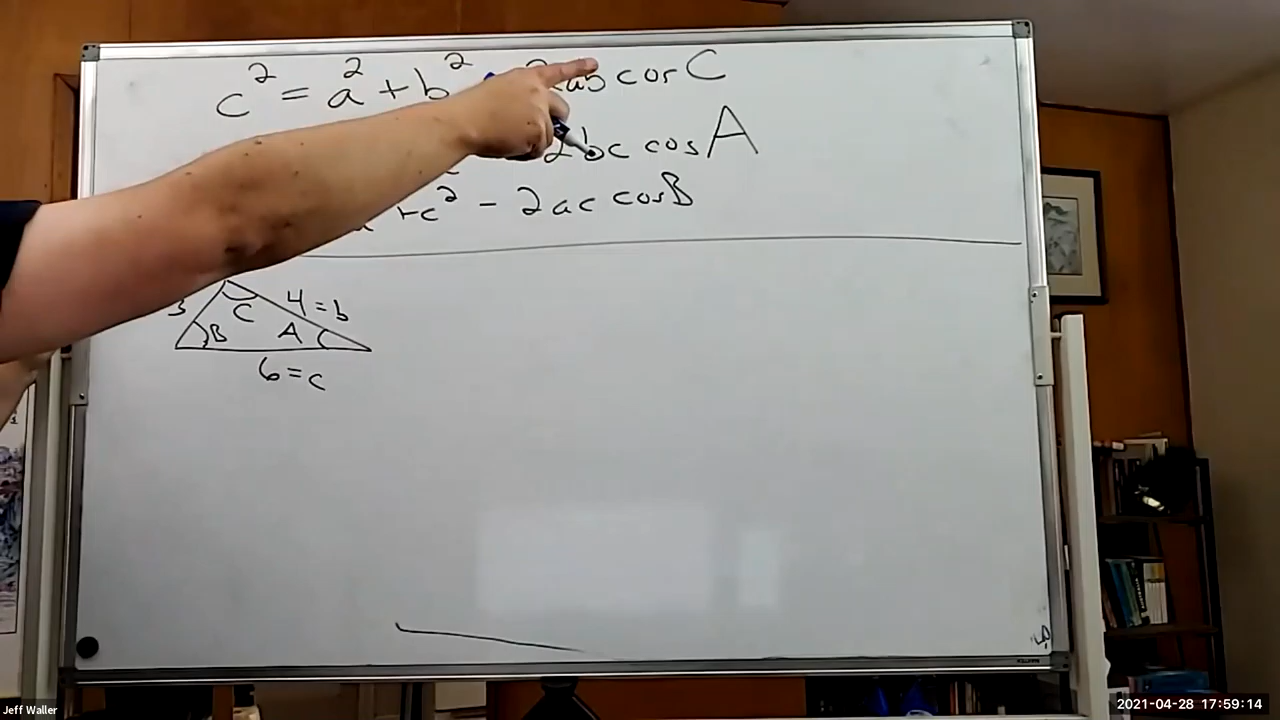 c² = a² + b² 2ab cos C
2bc cos A
+c² - 2ac cos B
3 C 4 = b
B A
6 = c
Jeff Waller
2021-04-28 17:59:14